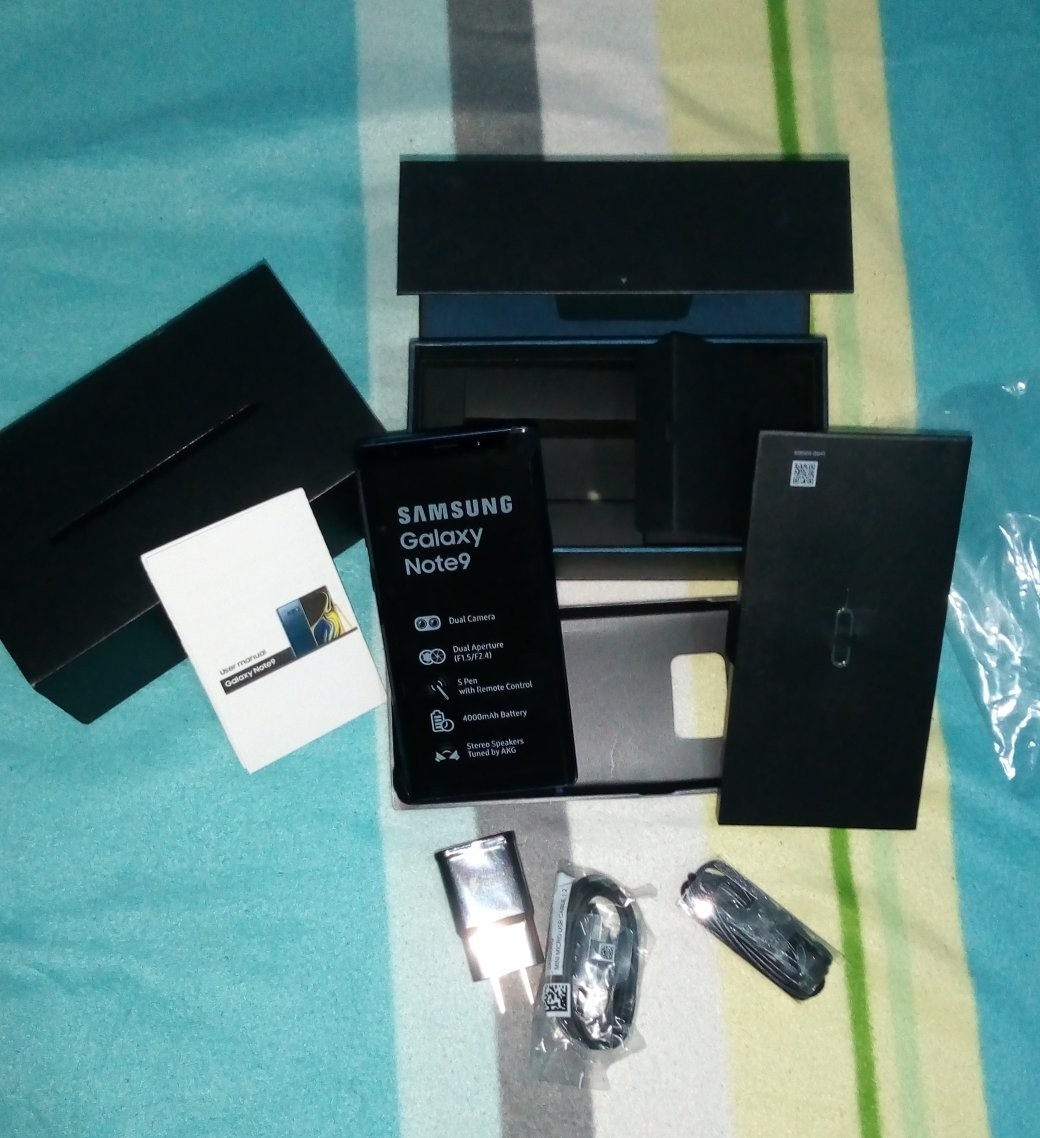 SAMSUNG
Galaxy
Note9
Dual Camera
Dual Aperture
(F1.5/F2.4)
S Pen
with Remote Control
4000mAh Battery
Stereo Speakers
Tuned by AKG
User manual
Galaxy Note9